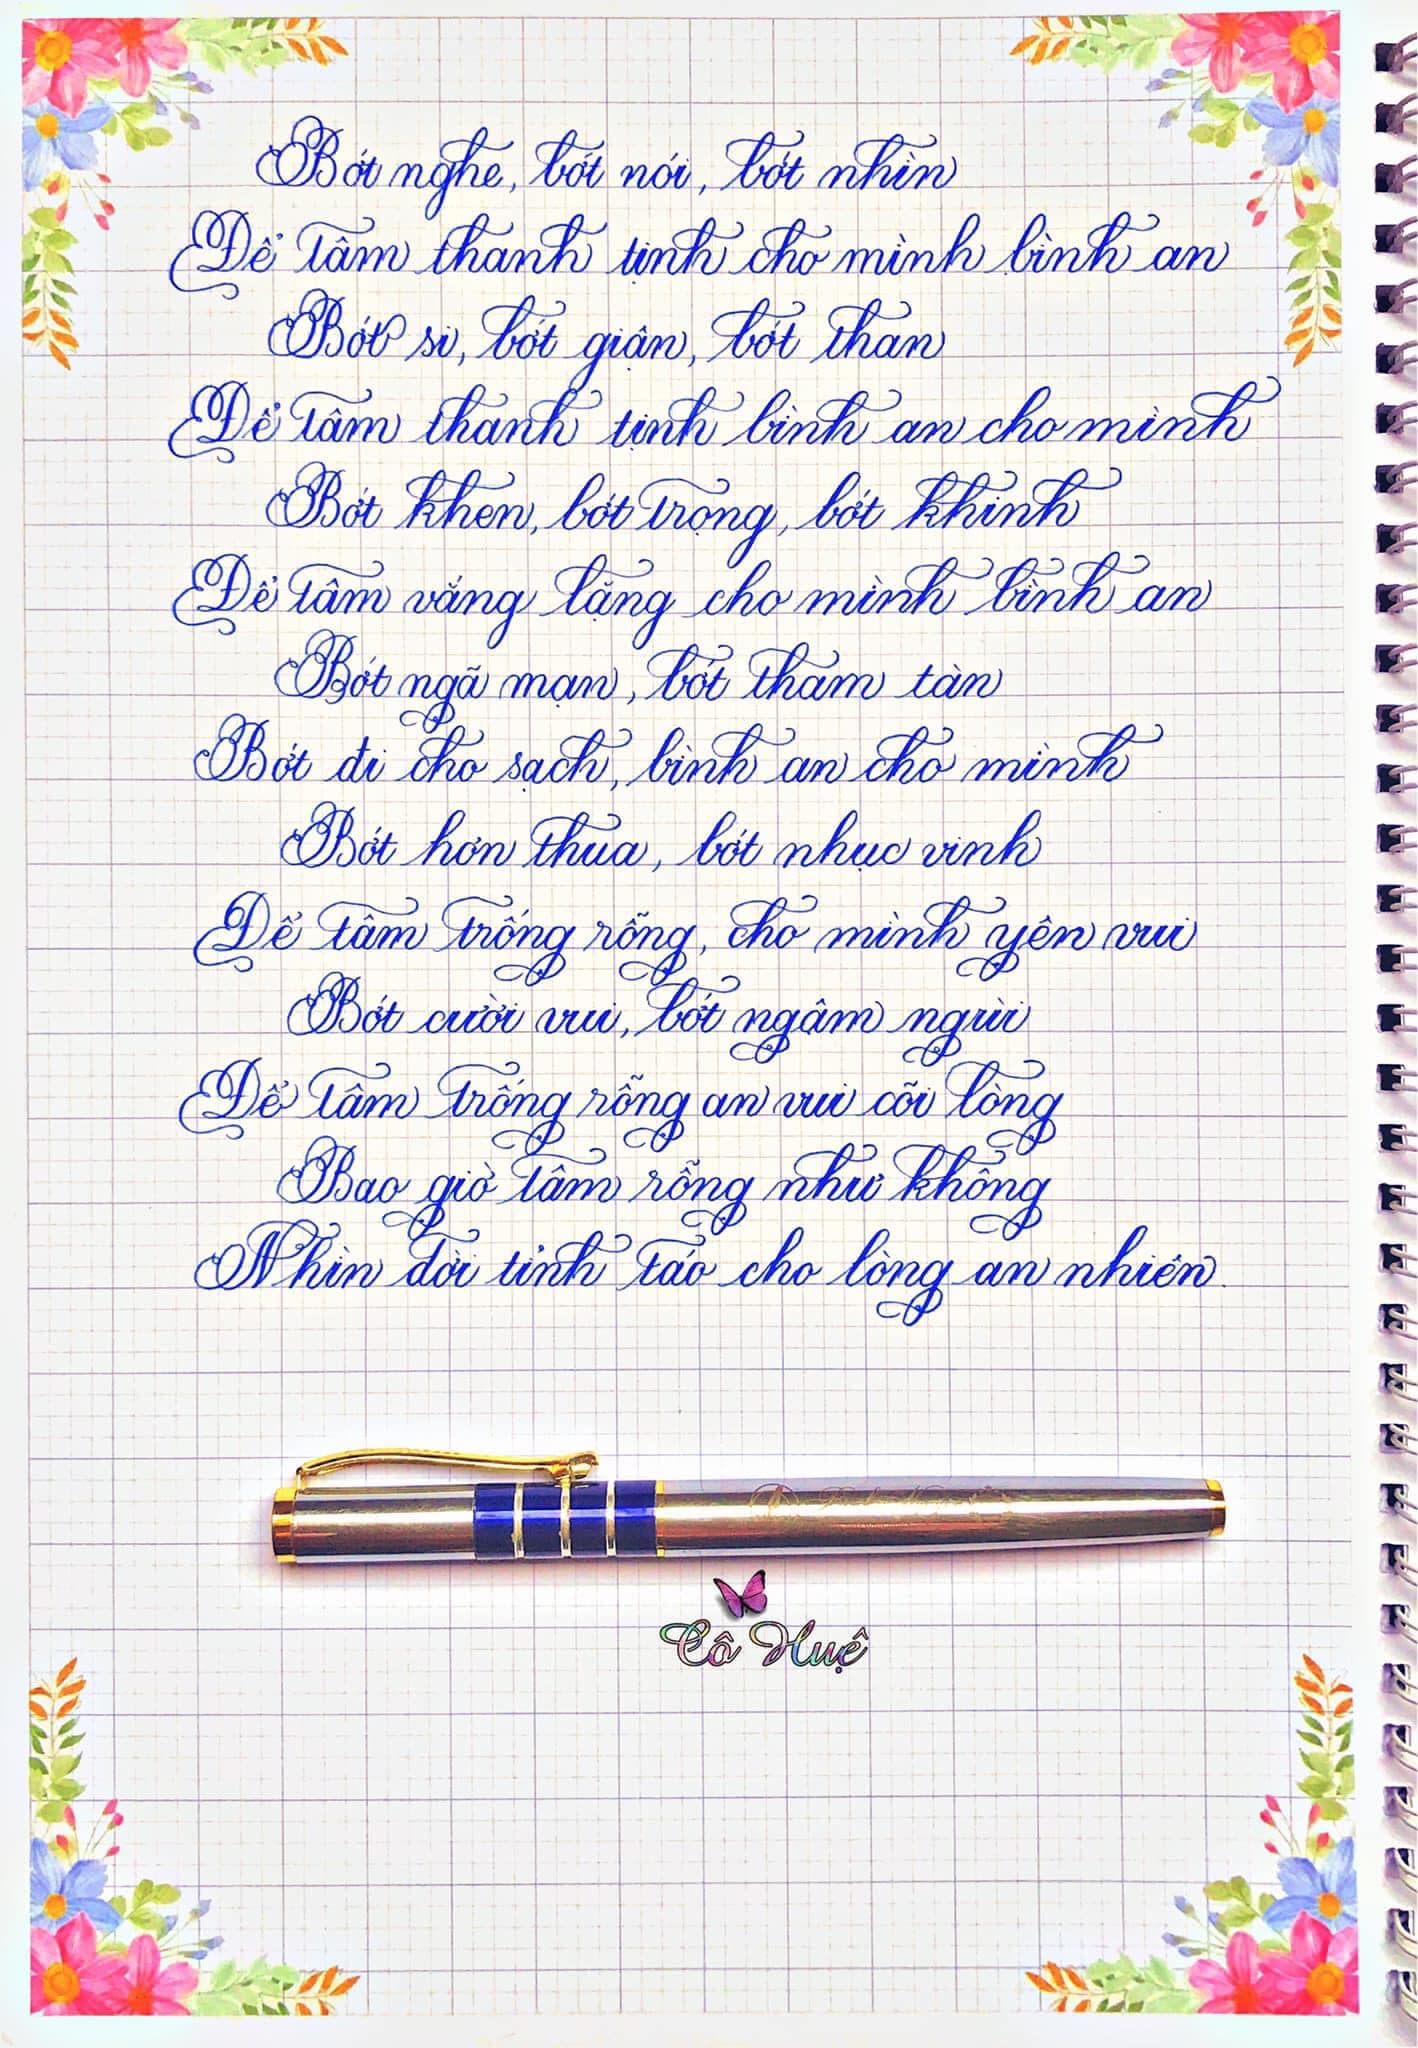 Bớt nghe, bớt nói, bớt nhìn
Để tâm thanh tịnh cho mình bình an
Bớt si, bớt giận, bớt than
Để tâm thanh tịnh bình an cho mình
Bớt khen, bớt trọng, bớt khinh
Để tâm vắng lặng cho mình bình an
Bớt ngã mạn, bớt tham tàn
Bớt đi cho sạch, bình an cho mình
Bớt hơn thua, bớt nhục vinh
Để tâm trống rỗng, cho mình yên vui
Bớt cười vui, bớt ngậm ngùi
Để tâm trống rỗng an vui cõi lòng
Bao giờ tâm rỗng như không
Nhìn đời tỉnh táo cho lòng an nhiên.
Cô Huệ